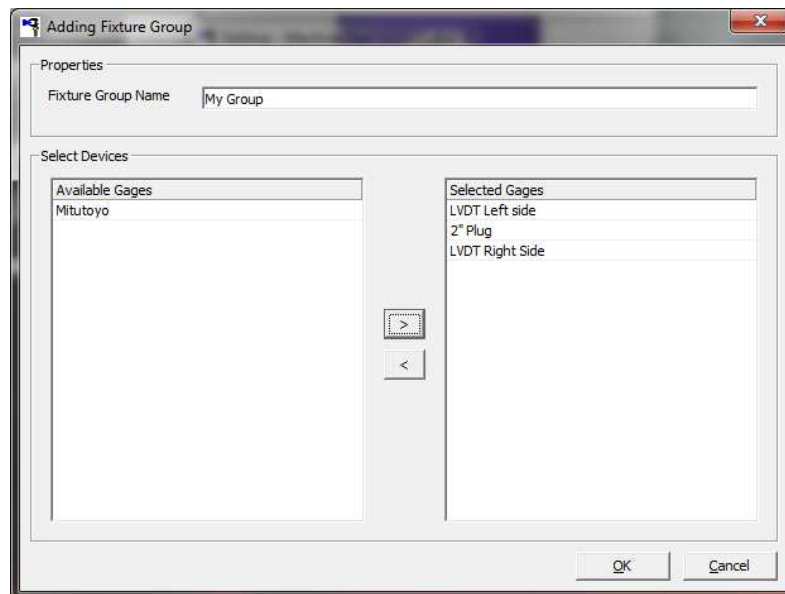 Adding Fixture Group
Properties
Fixture Group Name
My Group
Select Devices
Available Gages
Mitutoyo
Selected Gages
LVDT Left side
2" Plug
LVDT Right Side
>
<
OK
Cancel